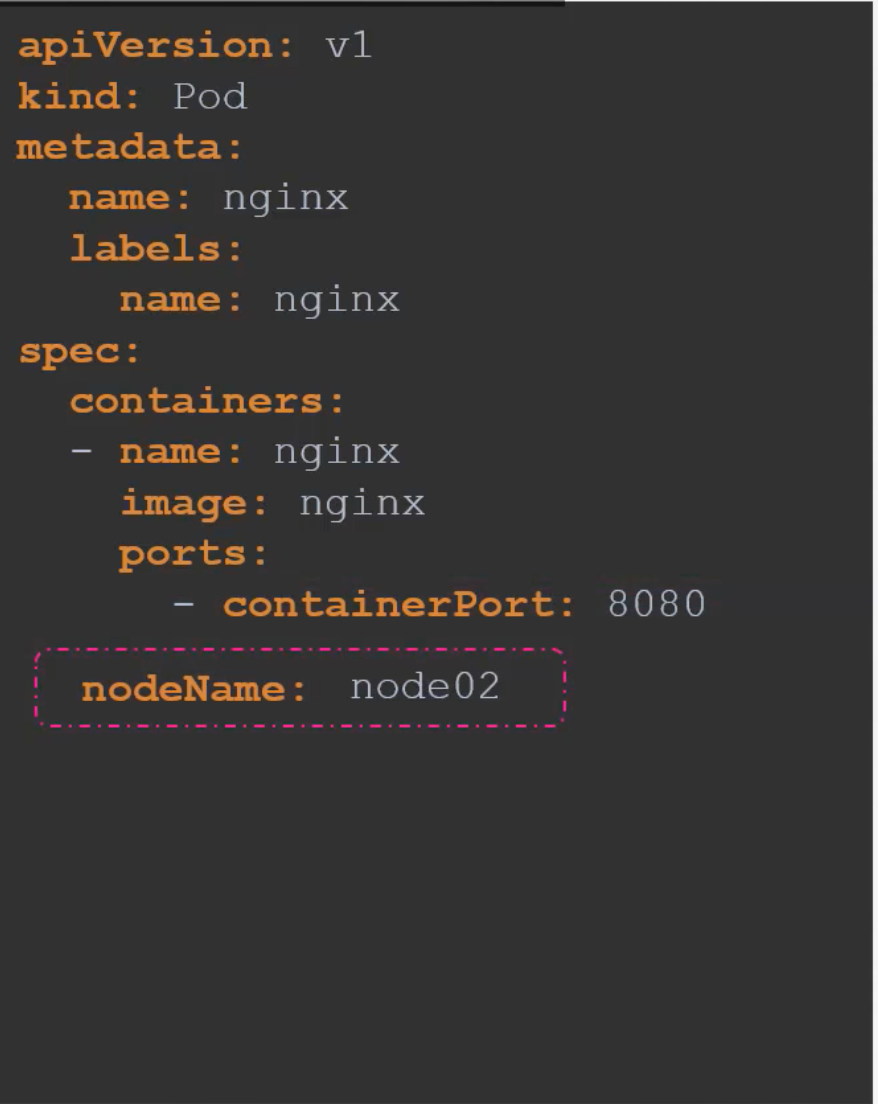 apiVersion: v1
kind: Pod
metadata:
  name: nginx
  labels:
    name: nginx
spec:
  containers:
  - name: nginx
    image: nginx
    ports:
      - containerPort: 8080
  nodeName: node02